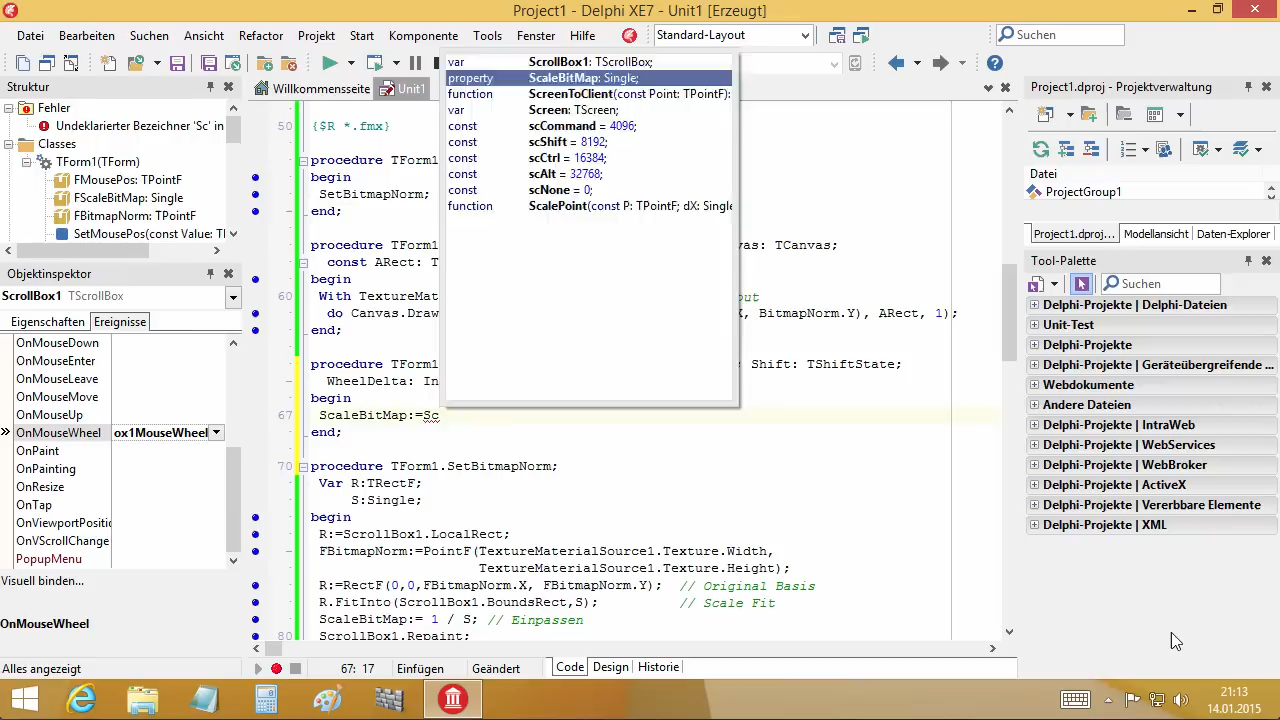 Project1 - Delphi XE7 - Unit1 [Erzeugt]
Datei Bearbeiten Suchen Ansicht Refactor Projekt Start Komponente Tools Fenster Hilfe Standard-Layout Suchen
Willkommensseite Unit1
Struktur
Fehler
Undeklarierter Bezeichner 'Sc' in
Classes
TForm1(TForm)
FMousePos: TPointF
FScaleBitMap: Single
FBitmapNorm: TPointF
SetMousePos(const Value: T
Objektinspektor
ScrollBox1 TScrollBox
Eigenschaften Ereignisse
OnMouseDown
OnMouseEnter
OnMouseLeave
OnMouseMove
OnMouseUp
OnMouseWheel ox1MouseWheel
OnPaint
OnPainting
OnResize
OnTap
OnViewportPositi
OnVScrollChange
PopupMenu
Visuell binden...
OnMouseWheel
Alles angezeigt
var ScrollBox1: TScrollBox;
property ScaleBitMap: Single;
function ScreenToClient(const Point: TPointF):
var Screen: TScreen;
const scCommand = 4096;
const scShift = 8192;
const scCtrl = 16384;
const scAlt = 32768;
const scNone = 0;
function ScalePoint(const P: TPointF; dX: Single
50 {$R *.fmx}
procedure TForm1
begin
SetBitmapNorm;
end;
procedure TForm1 anvas: TCanvas;
const ARect: T
begin
60 With TextureMat out
do Canvas.Draw X, BitmapNorm.Y), ARect, 1);
end;
procedure TForm1 Shift: TShiftState;
WheelDelta: In
begin
67 ScaleBitMap:=Sc
end;
70 procedure TForm1.SetBitmapNorm;
Var R:TRectF;
S:Single;
begin
R:=ScrollBox1.LocalRect;
FBitmapNorm:=PointF(TextureMaterialSource1.Texture.Width,
TextureMaterialSource1.Texture.Height);
R:=RectF(0,0,FBitmapNorm.X, FBitmapNorm.Y); // Original Basis
R.FitInto(ScrollBox1.BoundsRect,S); // Scale Fit
ScaleBitMap:= 1 / S; // Einpassen
80 ScrollBox1.Repaint;
67: 17 Einfügen Geändert Code Design Historie
Project1.dproj - Projektverwaltung
Datei
ProjectGroup1
Project1.dproj... Modellansicht Daten-Explorer
Tool-Palette
Suchen
Delphi-Projekte | Delphi-Dateien
Unit-Test
Delphi-Projekte
Delphi-Projekte | Geräteübergreifende ...
Webdokumente
Andere Dateien
Delphi-Projekte | IntraWeb
Delphi-Projekte | WebServices
Delphi-Projekte | WebBroker
Delphi-Projekte | ActiveX
Delphi-Projekte | Vererbbare Elemente
Delphi-Projekte | XML
21:13
14.01.2015